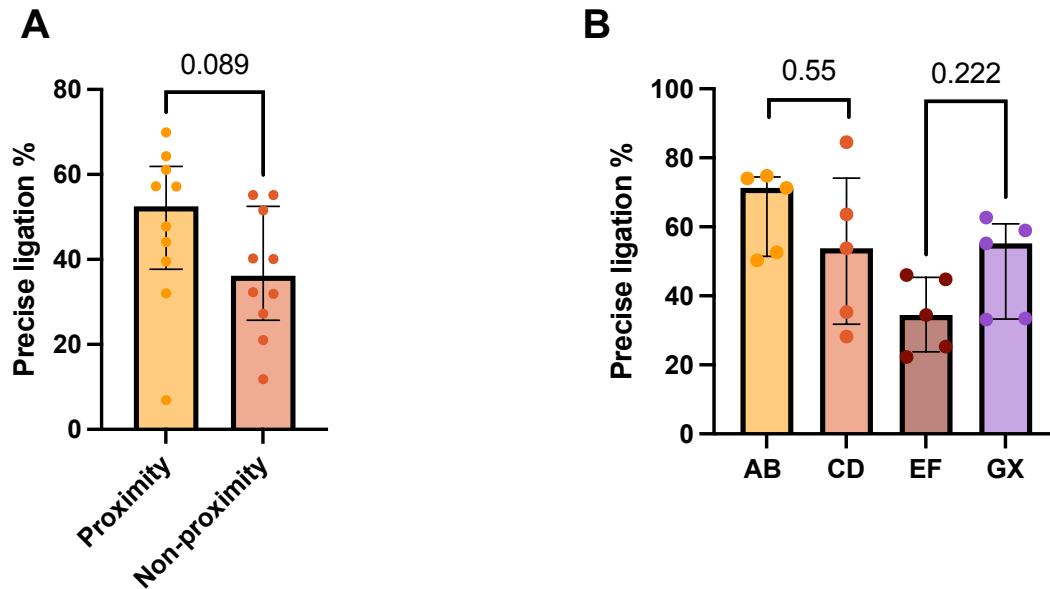 A
0.089
Precise ligation %
80
60
40
20
0
Proximity
Non-proximity
B
0.55
0.222
Precise ligation %
100
80
60
40
20
0
AB CD EF GX